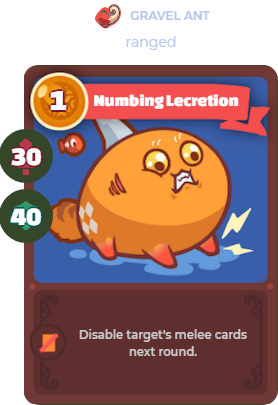 GRAVEL ANT
ranged
1 Numbing Lecretion
30
40
Disable target's melee cards
next round.